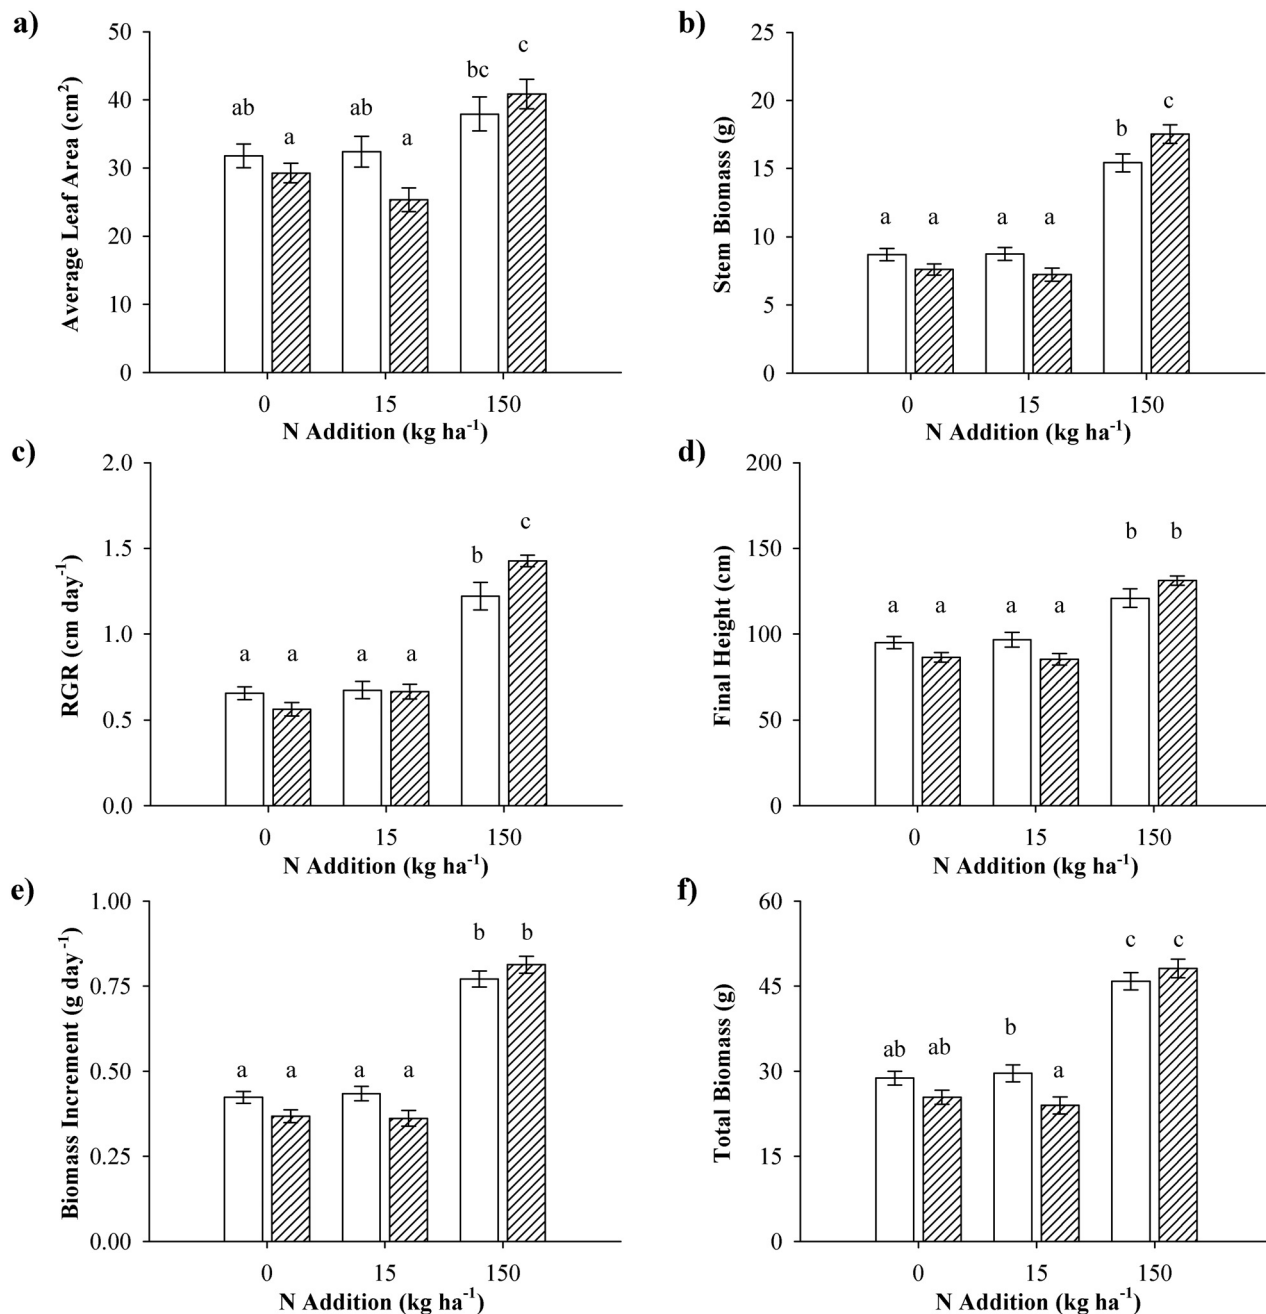 a)
50
40
30
20
10
0
Average Leaf Area (cm²)
ab
a
ab
a
bc
c
0 15 150
N Addition (kg ha⁻¹)
b)
25
20
15
10
5
0
Stem Biomass (g)
a
a
a
a
b
c
0 15 150
N Addition (kg ha⁻¹)
c)
2.0
1.5
1.0
0.5
0.0
RGR (cm day⁻¹)
a
a
a
a
b
c
0 15 150
N Addition (kg ha⁻¹)
d)
200
150
100
50
0
Final Height (cm)
a
a
a
a
b
b
0 15 150
N Addition (kg ha⁻¹)
e)
1.00
0.75
0.50
0.25
0.00
Biomass Increment (g day⁻¹)
a
a
a
a
b
b
0 15 150
N Addition (kg ha⁻¹)
f)
60
45
30
15
0
Total Biomass (g)
ab
ab
b
a
c
c
0 15 150
N Addition (kg ha⁻¹)